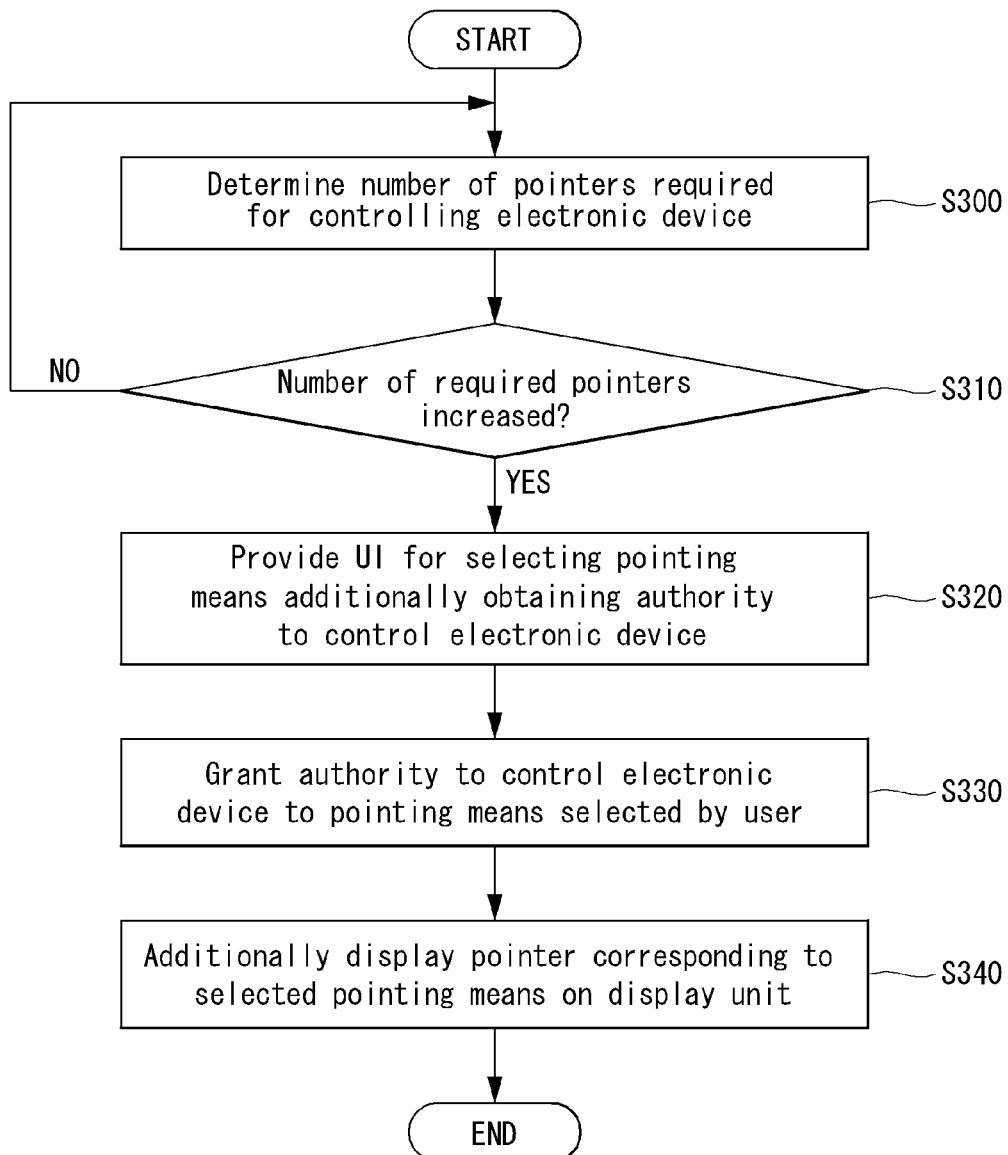 START
Determine number of pointers required
for controlling electronic device
S300
NO
Number of required pointers
increased?
S310
YES
Provide UI for selecting pointing
means additionally obtaining authority
to control electronic device
S320
Grant authority to control electronic
device to pointing means selected by user
S330
Additionally display pointer corresponding to
selected pointing means on display unit
S340
END